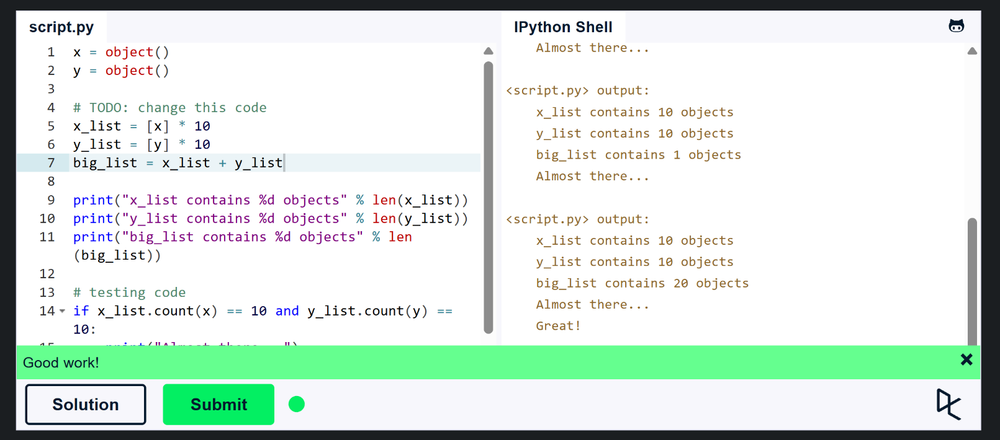 script.py
1 x = object()
2 y = object()
3
4 # TODO: change this code
5 x_list = [x] * 10
6 y_list = [y] * 10
7 big_list = x_list + y_list
8
9 print("x_list contains %d objects" % len(x_list))
10 print("y_list contains %d objects" % len(y_list))
11 print("big_list contains %d objects" % len
(big_list))
12
13 # testing code
14 if x_list.count(x) == 10 and y_list.count(y) ==
10:
15 print("Almost there...")
IPython Shell
Almost there...
<script.py> output:
x_list contains 10 objects
y_list contains 10 objects
big_list contains 1 objects
Almost there...
<script.py> output:
x_list contains 10 objects
y_list contains 10 objects
big_list contains 20 objects
Almost there...
Great!
Good work!
Solution
Submit